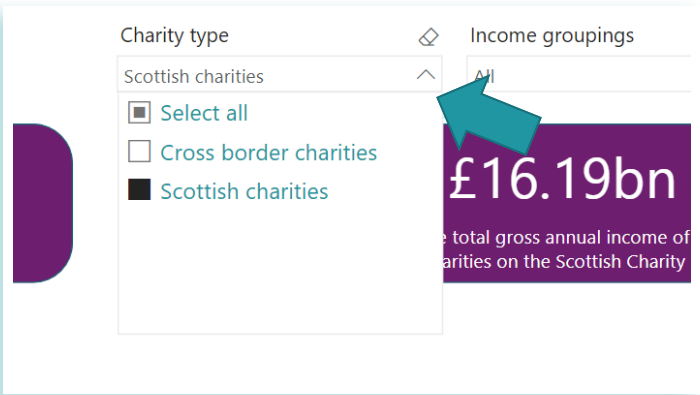 Charity type
Income groupings
Scottish charities
All
Select all
Cross border charities
Scottish charities
£16.19bn
total gross annual income of
on the Scottish Charity